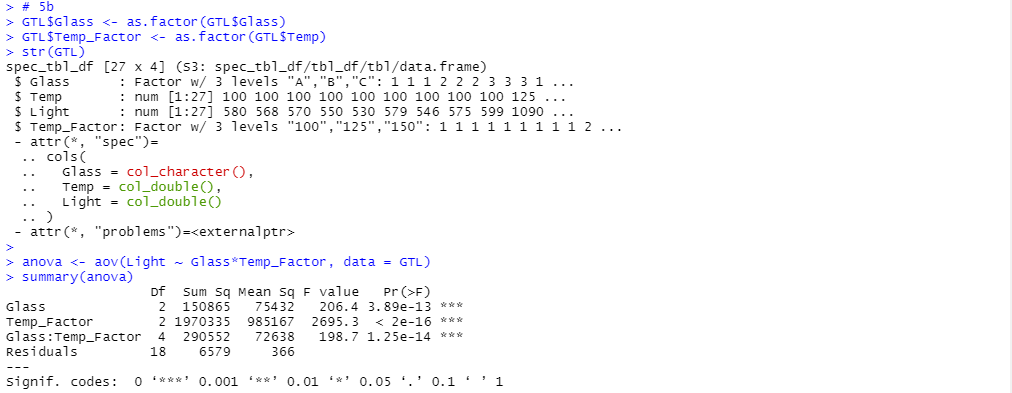 > # 5b
> GTL$Glass <- as.factor(GTL$Glass)
> GTL$Temp_Factor <- as.factor(GTL$Temp)
> str(GTL)
spec_tbl_df [27 x 4] (S3: spec_tbl_df/tbl_df/tbl/data.frame)
 $ Glass      : Factor w/ 3 levels "A","B","C": 1 1 1 2 2 2 3 3 3 1 ...
 $ Temp       : num [1:27] 100 100 100 100 100 100 100 100 100 125 ...
 $ Light      : num [1:27] 580 568 570 550 530 579 546 575 599 1090 ...
 $ Temp_Factor: Factor w/ 3 levels "100","125","150": 1 1 1 1 1 1 1 1 1 2 ...
 - attr(*, "spec")=
  .. cols(
  ..   Glass = col_character(),
  ..   Temp = col_double(),
  ..   Light = col_double()
  .. )
 - attr(*, "problems")=<externalptr>
>
> anova <- aov(Light ~ Glass*Temp_Factor, data = GTL)
> summary(anova)
                  Df  Sum Sq Mean Sq F value   Pr(>F)
Glass              2  150865   75432   206.4 3.89e-13 ***
Temp_Factor        2 1970335  985167  2695.3  < 2e-16 ***
Glass:Temp_Factor  4  290552   72638   198.7 1.25e-14 ***
Residuals         18    6579     366
---
Signif. codes:  0 ‘***’ 0.001 ‘**’ 0.01 ‘*’ 0.05 ‘.’ 0.1 ‘ ’ 1